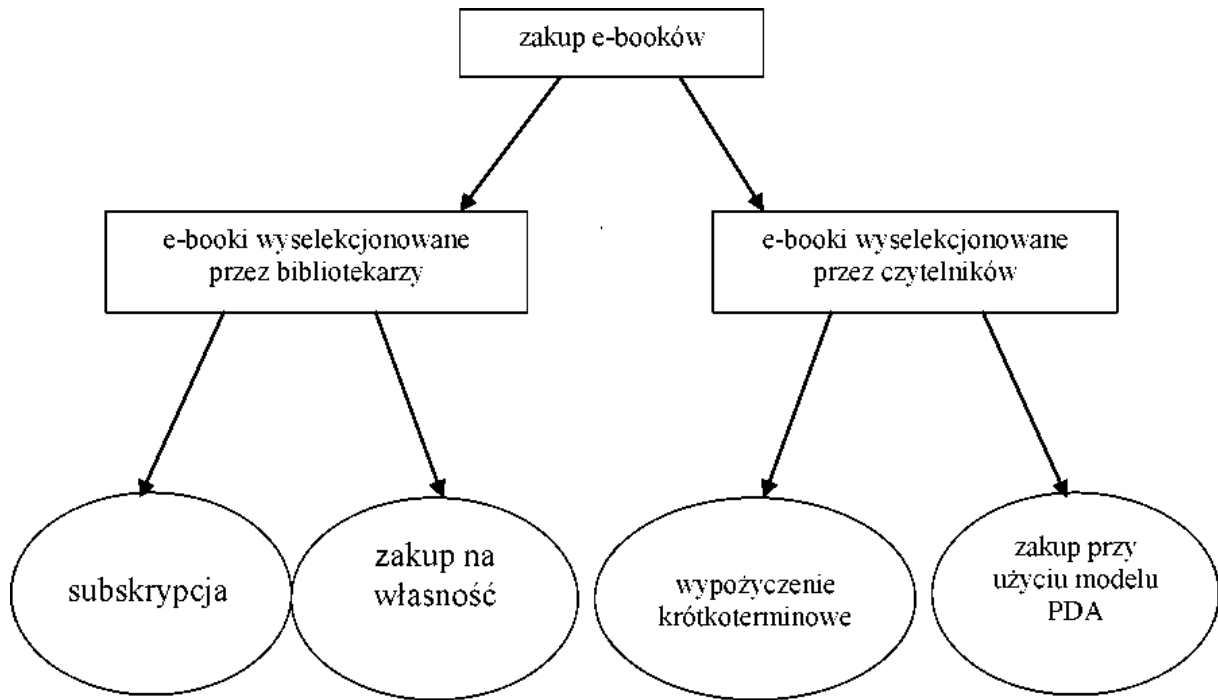 zakup e-booków
e-booki wyselekcjonowane
przez bibliotekarzy
e-booki wyselekcjonowane
przez czytelników
subskrypcja
zakup na
własność
wypożyczenie
krótkoterminowe
zakup przy
użyciu modelu
PDA